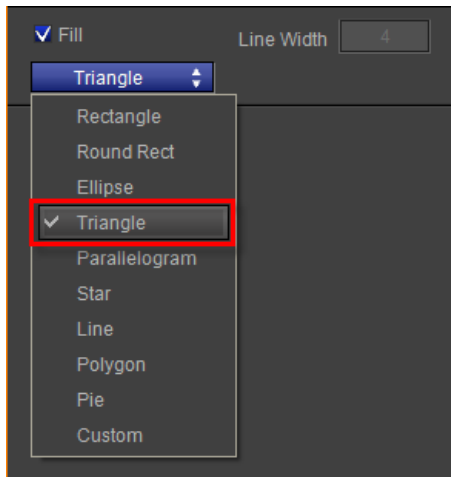 Fill
Line Width 4
Triangle
Rectangle
Round Rect
Ellipse
Triangle
Parallelogram
Star
Line
Polygon
Pie
Custom